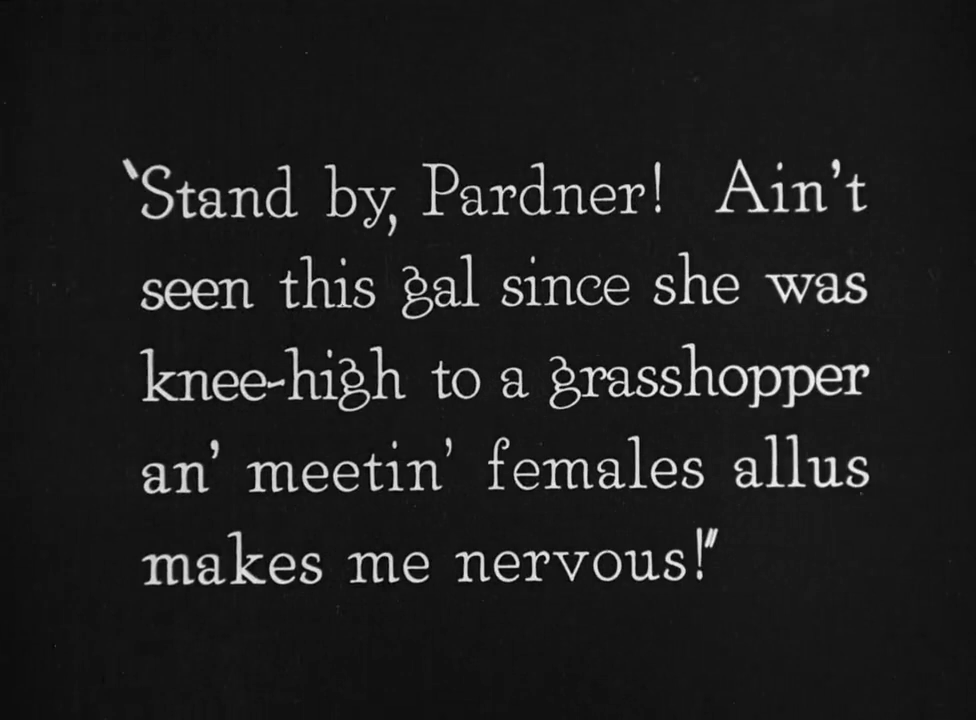 "Stand by, Pardner! Ain't
seen this gal since she was
knee-high to a grasshopper
an' meetin' females allus
makes me nervous!"